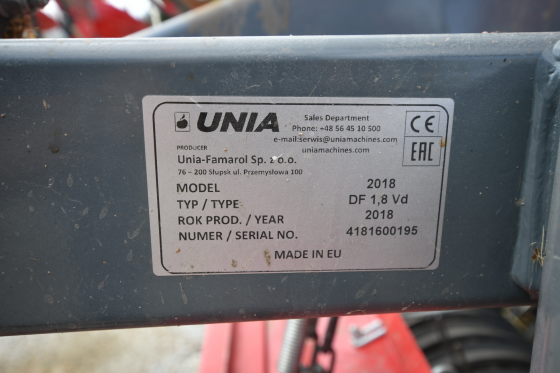 UNIA
Sales Department
Phone: +48 56 45 10 500
e-mail:serwis@uniamachines.com
uniamachines.com
CE
EAC
PRODUCER
Unia-Famarol Sp. z o.o.
76 – 200 Słupsk ul. Przemysłowa 100
MODEL 2018
TYP / TYPE DF 1,8 Vd
ROK PROD. / YEAR 2018
NUMER / SERIAL NO. 4181600195
MADE IN EU